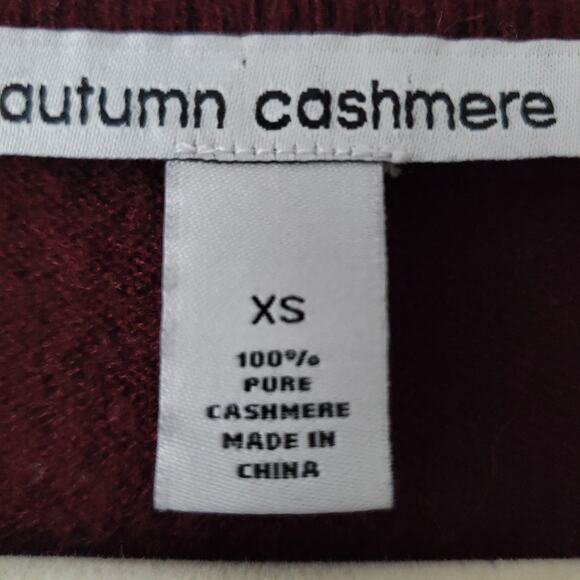 autumn cashmere
XS
100%
PURE
CASHMERE
MADE IN
CHINA